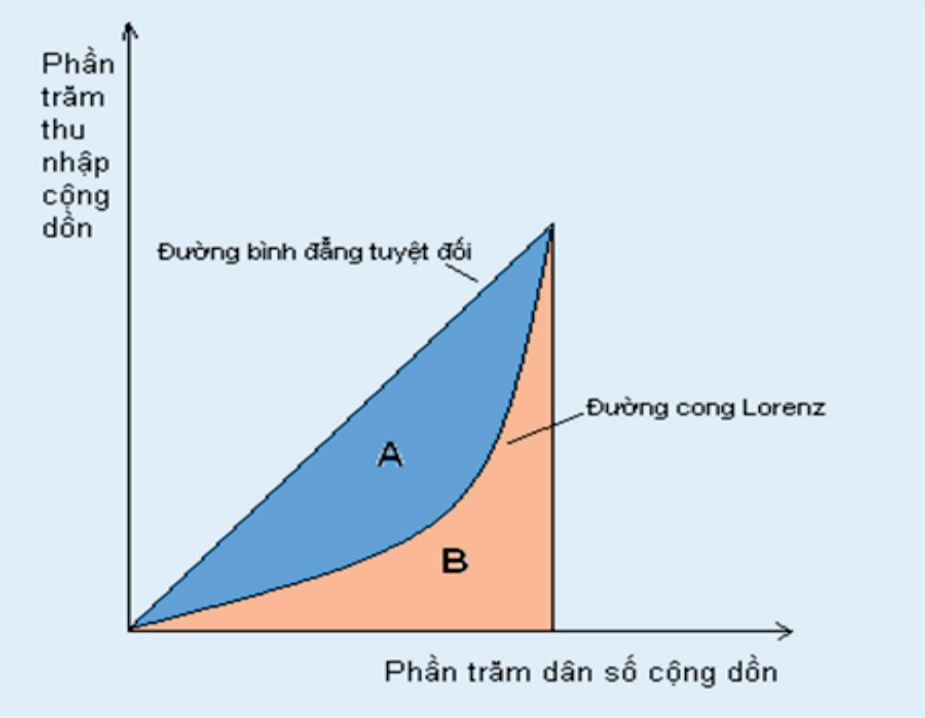 Phần
trăm
thu
nhập
cộng
dồn
Đường bình đẳng tuyệt đối
Đường cong Lorenz
A
B
Phần trăm dân số cộng dồn